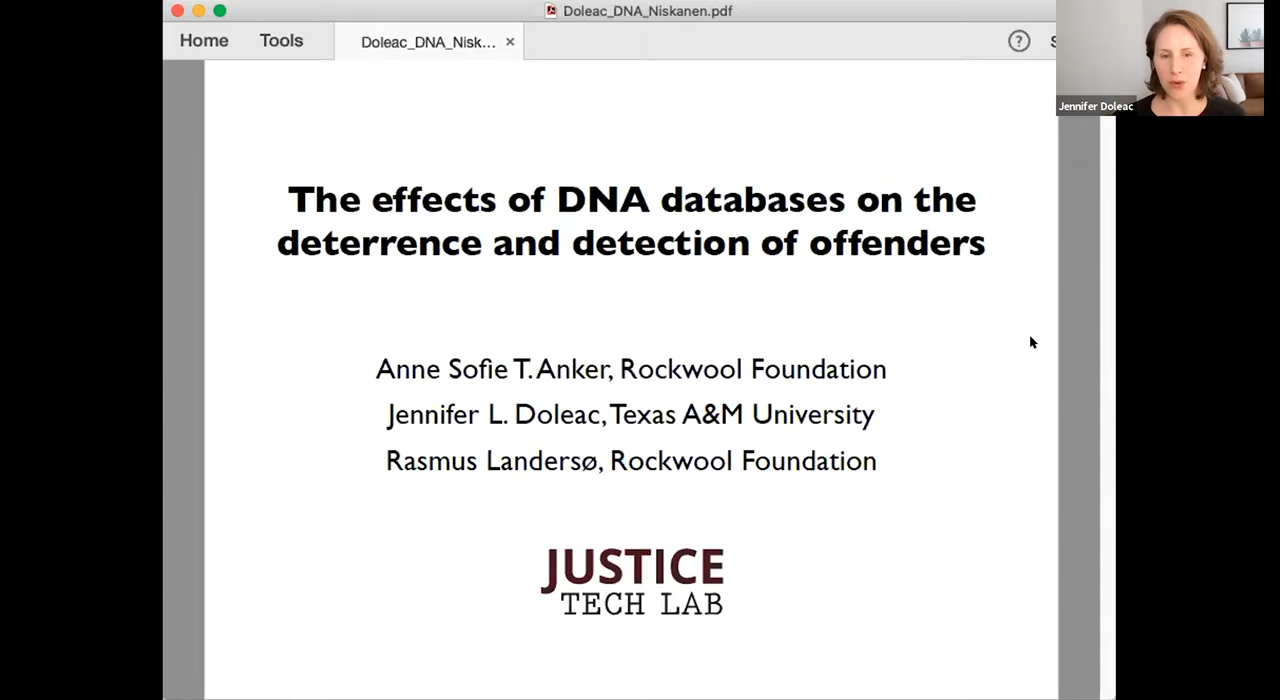 Doleac_DNA_Niskanen.pdf
Home Tools Doleac_DNA_Nisk... × ? S
Jennifer Doleac
The effects of DNA databases on the
deterrence and detection of offenders
Anne Sofie T. Anker, Rockwool Foundation
Jennifer L. Doleac, Texas A&M University
Rasmus Landersø, Rockwool Foundation
JUSTICE
TECH LAB